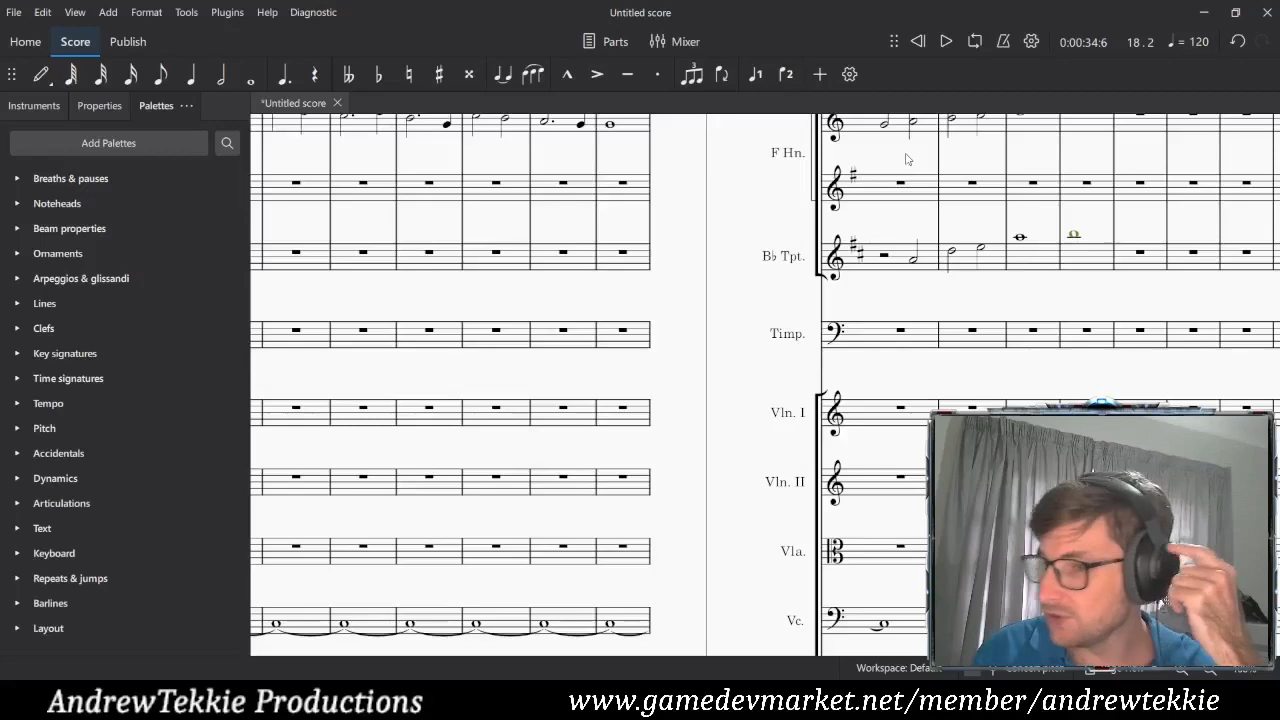 File Edit View Add Format Tools Plugins Help Diagnostic
Untitled score
Home Score Publish
Parts Mixer
0:00:34:6 18 . 2 = 120
Instruments Properties Palettes
*Untitled score
Add Palettes
Breaths & pauses
Noteheads
Beam properties
Ornaments
Arpeggios & glissandi
Lines
Clefs
Key signatures
Time signatures
Tempo
Pitch
Accidentals
Dynamics
Articulations
Text
Keyboard
Repeats & jumps
Barlines
Layout
F Hn.
B♭ Tpt.
Timp.
Vln. I
Vln. II
Vla.
Vc.
Workspace: Default
AndrewTekkie Productions
www.gamedevmarket.net/member/andrewtekkie